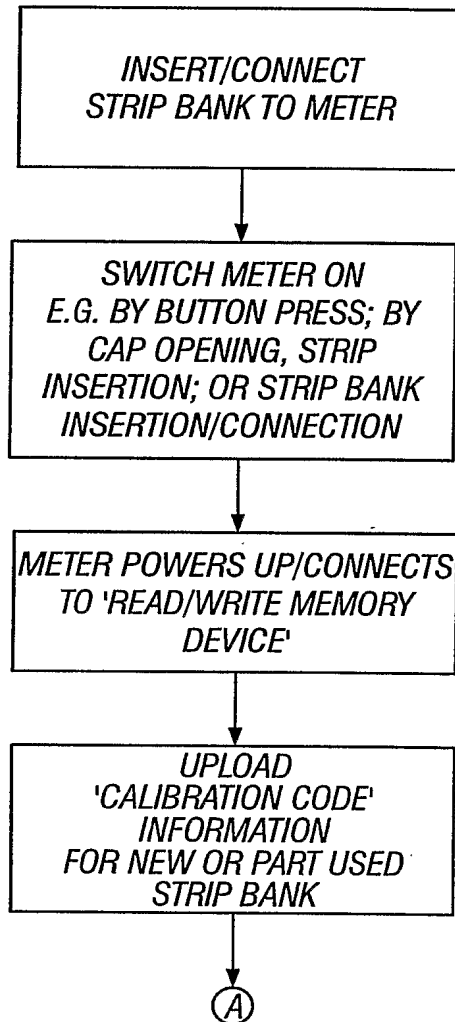 INSERT/CONNECT
STRIP BANK TO METER
SWITCH METER ON
E.G. BY BUTTON PRESS; BY
CAP OPENING, STRIP
INSERTION; OR STRIP BANK
INSERTION/CONNECTION
METER POWERS UP/CONNECTS
TO 'READ/WRITE MEMORY
DEVICE'
UPLOAD
'CALIBRATION CODE'
INFORMATION
FOR NEW OR PART USED
STRIP BANK
A